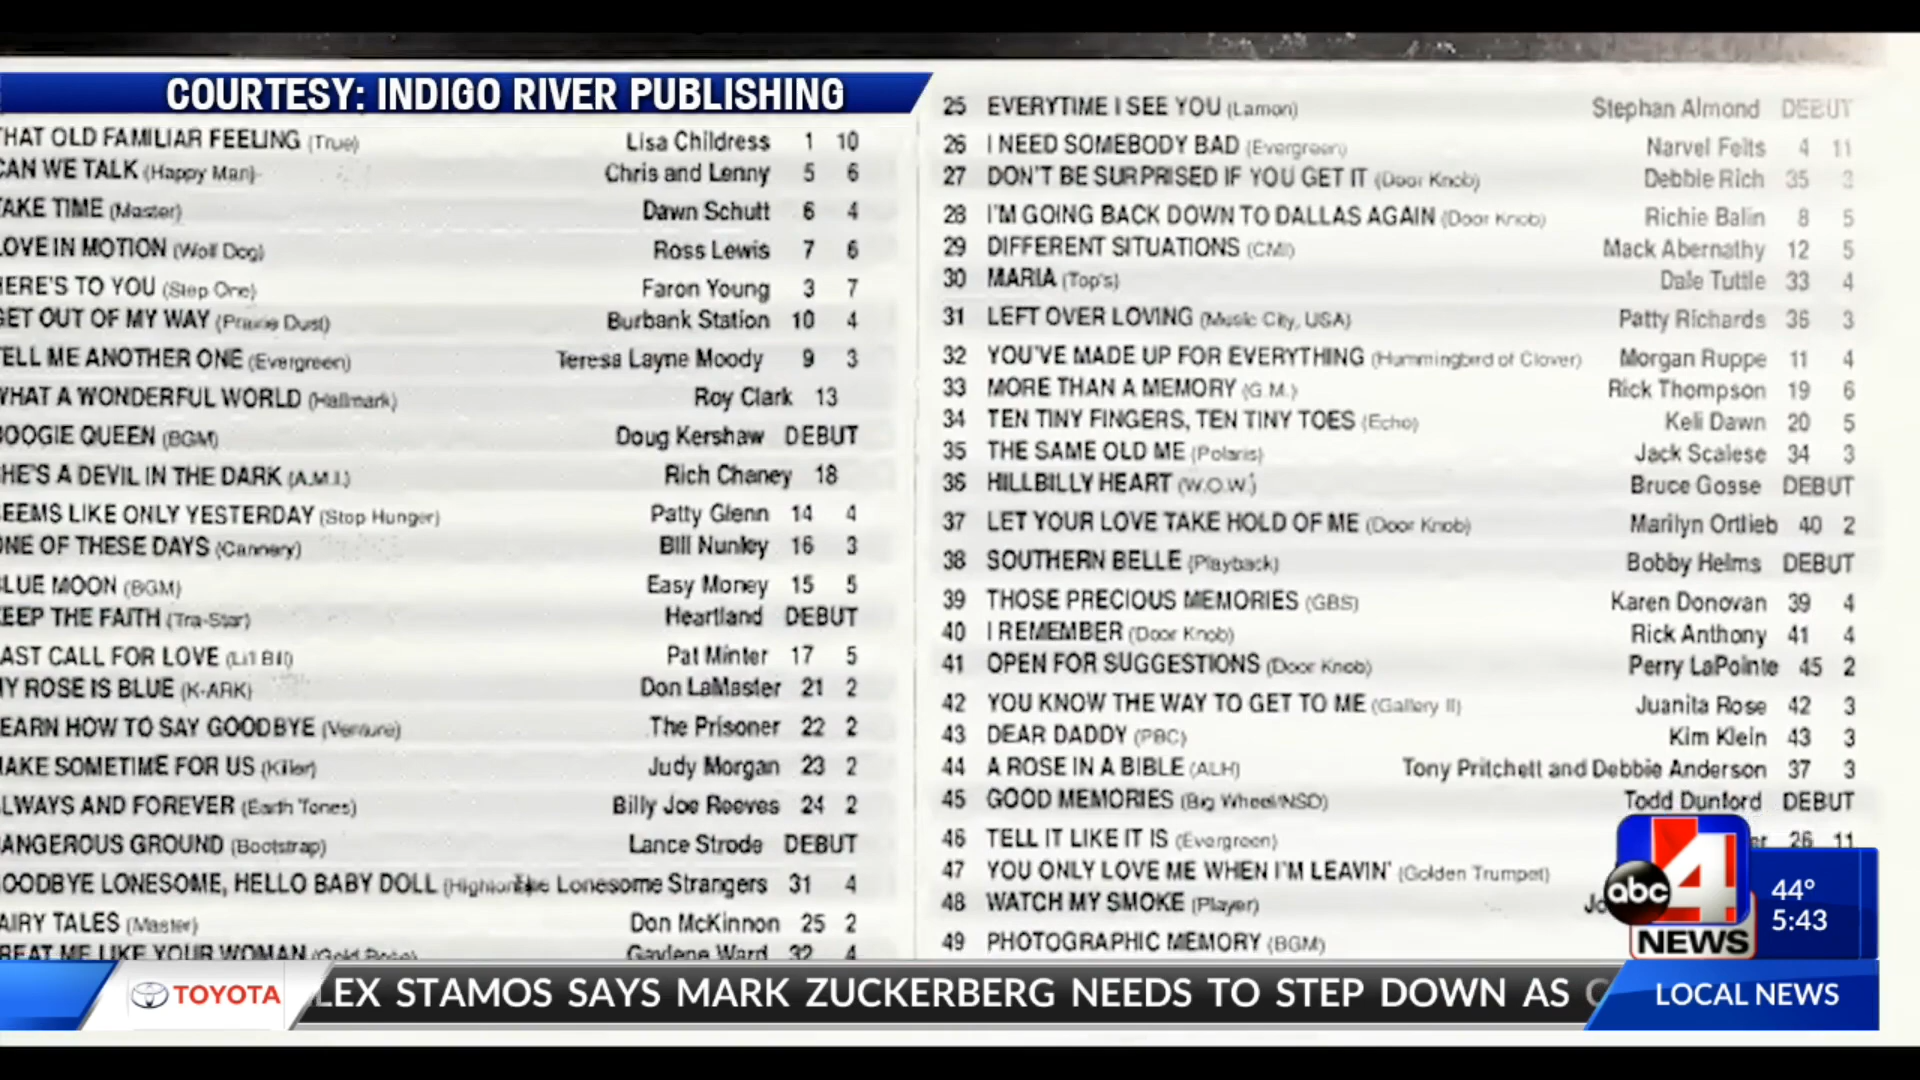 COURTESY: INDIGO RIVER PUBLISHING
HAT OLD FAMILIAR FEELING (True) Lisa Childress 1 10
CAN WE TALK (Happy Man) Chris and Lenny 5 6
AKE TIME (Master) Dawn Schutt 6 4
LOVE IN MOTION (Wolf Dog) Ross Lewis 7 6
ERE'S TO YOU (Step One) Faron Young 3 7
GET OUT OF MY WAY (Prairie Dust) Burbank Station 10 4
TELL ME ANOTHER ONE (Evergreen) Teresa Layne Moody 9 3
WHAT A WONDERFUL WORLD (Hallmark) Roy Clark 13
BOOGIE QUEEN (BGM) Doug Kershaw DEBUT
HE'S A DEVIL IN THE DARK (A.M.I.) Rich Chaney 18
EEMS LIKE ONLY YESTERDAY (Stop Hunger) Patty Glenn 14 4
ONE OF THESE DAYS (Cannery) Bill Nunley 16 3
LUE MOON (BGM) Easy Money 15 5
EEP THE FAITH (Tra-Star) Heartland DEBUT
AST CALL FOR LOVE (Lil Bil) Pat Minter 17 5
Y ROSE IS BLUE (K-ARK) Don LaMaster 21 2
EARN HOW TO SAY GOODBYE (Venture) The Prisoner 22 2
AKE SOMETIME FOR US (Killer) Judy Morgan 23 2
LWAYS AND FOREVER (Earth Tones) Billy Joe Reeves 24 2
ANGEROUS GROUND (Bootstrap) Lance Strode DEBUT
OODBYE LONESOME, HELLO BABY DOLL Lonesome Strangers 31 4
AIRY TALES (Master) Don McKinnon 25 2
REAT ME LIKE YOUR WOMAN (Gold Rose) Gaylene Ward 32 4
25 EVERYTIME I SEE YOU (Lamon) Stephan Almond DEBUT
26 I NEED SOMEBODY BAD (Evergreen) Narvel Felts 4 11
27 DON'T BE SURPRISED IF YOU GET IT (Door Knob) Debbie Rich 35 3
28 I'M GOING BACK DOWN TO DALLAS AGAIN (Door Knob) Richie Balin 8 5
29 DIFFERENT SITUATIONS (CMI) Mack Abernathy 12 5
30 MARIA (Top's) Dale Tuttle 33 4
31 LEFT OVER LOVING (Music City, USA) Patty Richards 36 3
32 YOU'VE MADE UP FOR EVERYTHING (Hummingbird of Clover) Morgan Ruppe 11 4
33 MORE THAN A MEMORY (G.M.) Rick Thompson 19 6
34 TEN TINY FINGERS, TEN TINY TOES (Echo) Keli Dawn 20 5
35 THE SAME OLD ME (Polaris) Jack Scalese 34 3
36 HILLBILLY HEART (W.O.W.) Bruce Gosse DEBUT
37 LET YOUR LOVE TAKE HOLD OF ME (Door Knob) Marilyn Ortlieb 40 2
38 SOUTHERN BELLE (Playback) Bobby Helms DEBUT
39 THOSE PRECIOUS MEMORIES (GBS) Karen Donovan 39 4
40 I REMEMBER (Door Knob) Rick Anthony 41 4
41 OPEN FOR SUGGESTIONS (Door Knob) Perry LaPointe 45 2
42 YOU KNOW THE WAY TO GET TO ME (Gallery II) Juanita Rose 42 3
43 DEAR DADDY (PBC) Kim Klein 43 3
44 A ROSE IN A BIBLE (ALH) Tony Pritchett and Debbie Anderson 37 3
45 GOOD MEMORIES (Big Wheel/NSD) Todd Dunford DEBUT
46 TELL IT LIKE IT IS (Evergreen) er 26 11
47 YOU ONLY LOVE ME WHEN I'M LEAVIN' (Golden Trumpet)
48 WATCH MY SMOKE (Player) Jo
49 PHOTOGRAPHIC MEMORY (BGM)
abc 4 NEWS
44°
5:43
TOYOTA
LEX STAMOS SAYS MARK ZUCKERBERG NEEDS TO STEP DOWN AS C
LOCAL NEWS